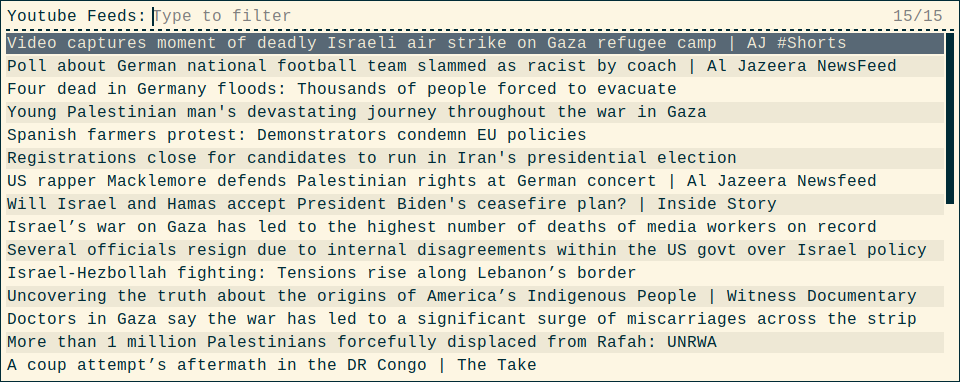 Youtube Feeds: Type to filter 15/15
Video captures moment of deadly Israeli air strike on Gaza refugee camp | AJ #Shorts
Poll about German national football team slammed as racist by coach | Al Jazeera NewsFeed
Four dead in Germany floods: Thousands of people forced to evacuate
Young Palestinian man's devastating journey throughout the war in Gaza
Spanish farmers protest: Demonstrators condemn EU policies
Registrations close for candidates to run in Iran's presidential election
US rapper Macklemore defends Palestinian rights at German concert | Al Jazeera Newsfeed
Will Israel and Hamas accept President Biden's ceasefire plan? | Inside Story
Israel’s war on Gaza has led to the highest number of deaths of media workers on record
Several officials resign due to internal disagreements within the US govt over Israel policy
Israel-Hezbollah fighting: Tensions rise along Lebanon’s border
Uncovering the truth about the origins of America’s Indigenous People | Witness Documentary
Doctors in Gaza say the war has led to a significant surge of miscarriages across the strip
More than 1 million Palestinians forcefully displaced from Rafah: UNRWA
A coup attempt’s aftermath in the DR Congo | The Take